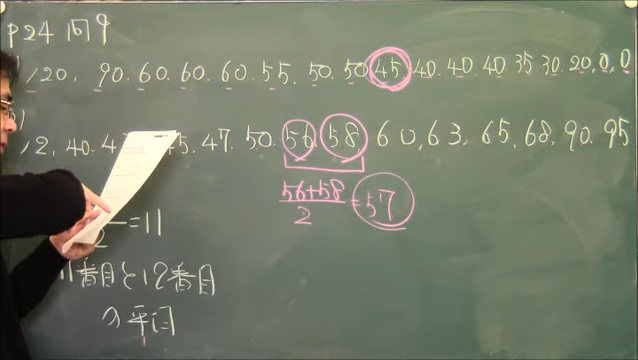 P24 問9
120. 90. 60. 60. 60. 55. 50. 50 45 40. 40. 40 35 30. 20. 0. 0
12. 40. 45. 47. 50. 56. 58. 60, 63, 65, 68, 90. 95
56+58
2
= 57
2 = 11
11番目と12番目
の平均